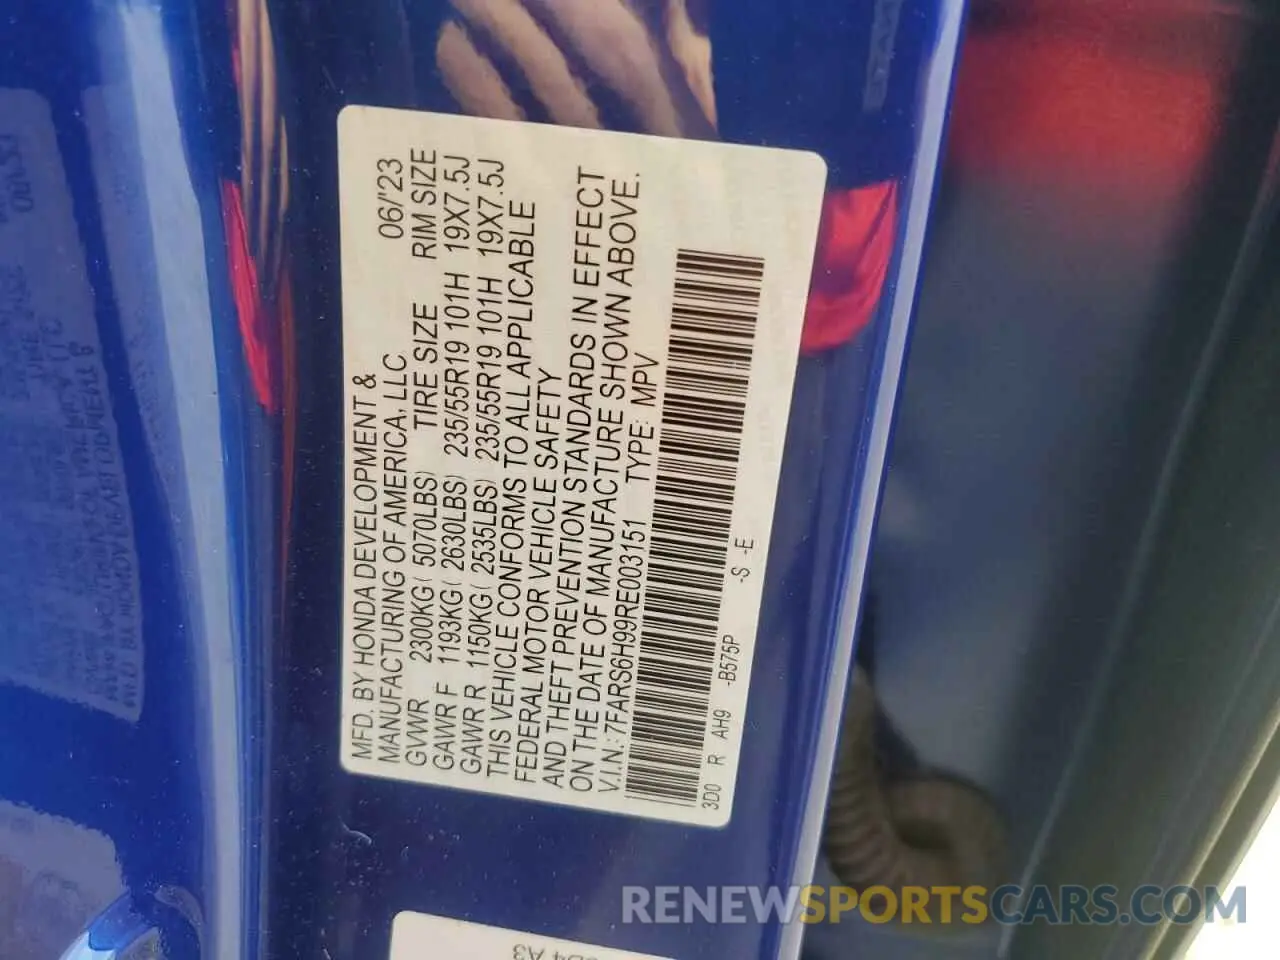 MFD. BY HONDA DEVELOPMENT &
MANUFACTURING OF AMERICA, LLC 06/"23
GVWR 2300KG( 5070LBS) TIRE SIZE RIM SIZE
GAWR F 1193KG( 2630LBS) 235/55R19 101H 19X7.5J
GAWR R 1150KG( 2535LBS) 235/55R19 101H 19X7.5J
THIS VEHICLE CONFORMS TO ALL APPLICABLE
FEDERAL MOTOR VEHICLE SAFETY
AND THEFT PREVENTION STANDARDS IN EFFECT
ON THE DATE OF MANUFACTURE SHOWN ABOVE.
V.I.N.: 7FARS6H99RE003151 TYPE: MPV
3D0 R AH9 -B575P -S -E
RENEWSPORTSCARS.COM